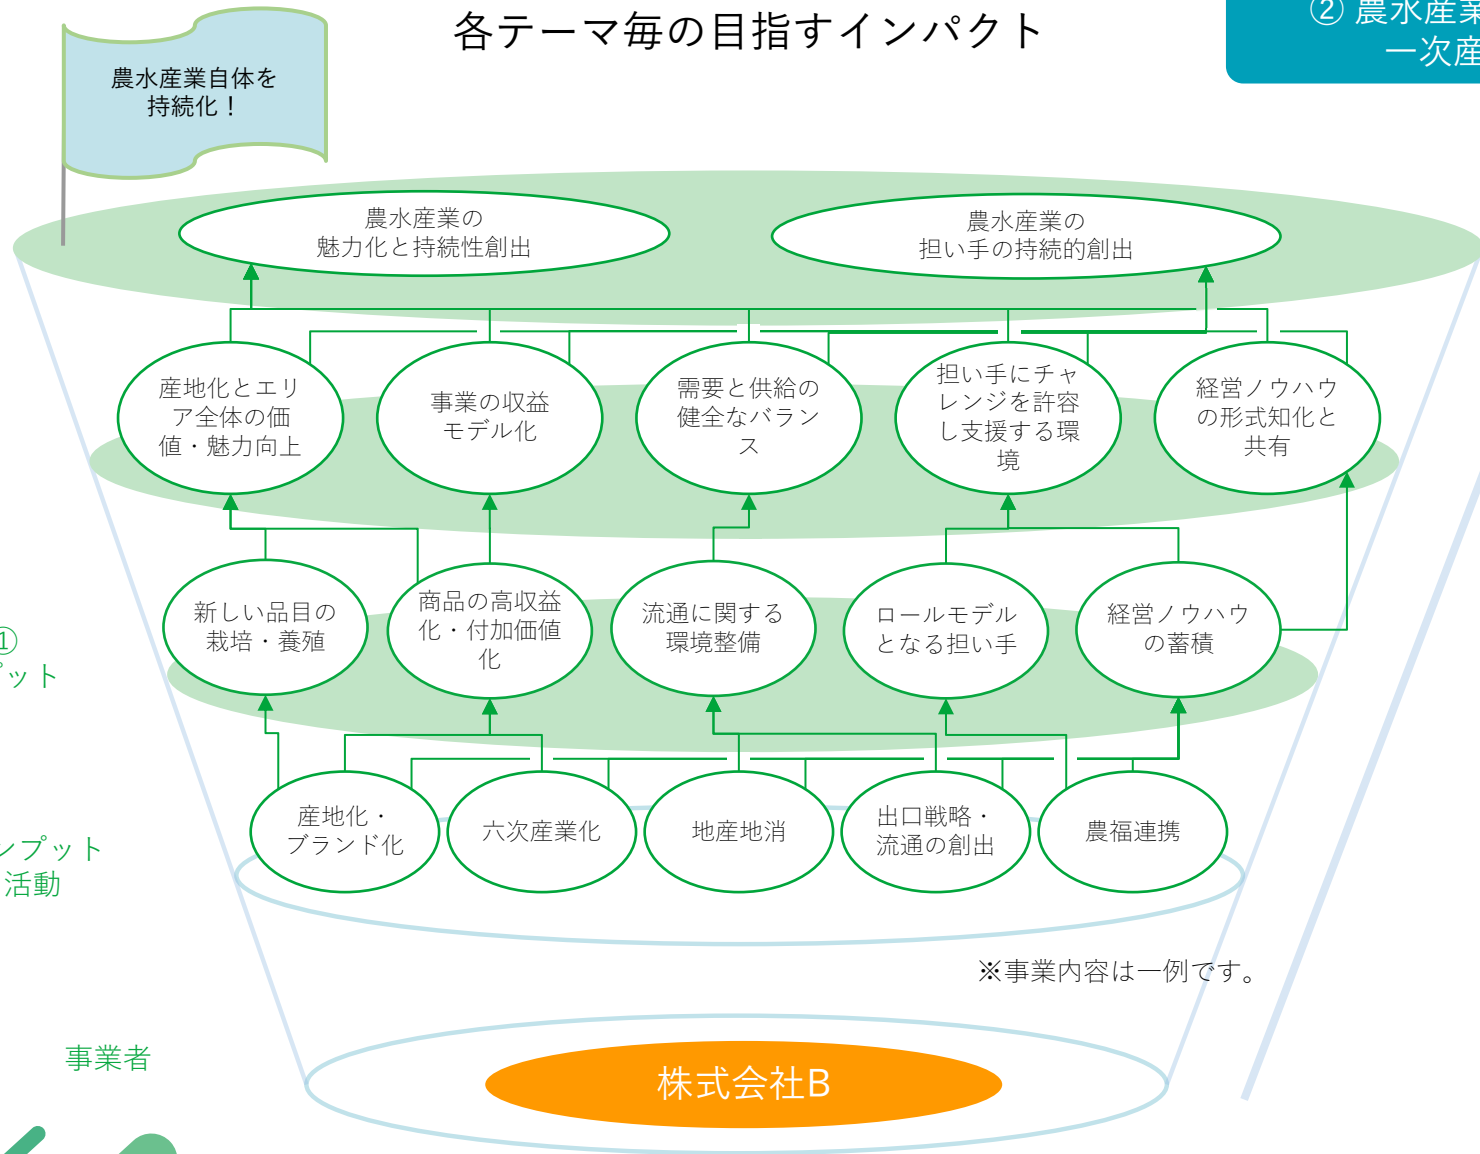 各テーマ毎の目指すインパクト
② 農水産業
一次産
農水産業自体を
持続化！
農水産業の
魅力化と持続性創出
農水産業の
担い手の持続的創出
産地化とエリ
ア全体の価
値・魅力向上
事業の収益
モデル化
需要と供給の
健全なバラン
ス
担い手にチャ
レンジを許容
し支援する環
境
経営ノウハウ
の形式知化と
共有
新しい品目の
栽培・養殖
商品の高収益
化・付加価値
化
流通に関する
環境整備
ロールモデル
となる担い手
経営ノウハウ
の蓄積
①
プット
産地化・
ブランド化
六次産業化
地産地消
出口戦略・
流通の創出
農福連携
ンプット
活動
※事業内容は一例です。
事業者
株式会社B